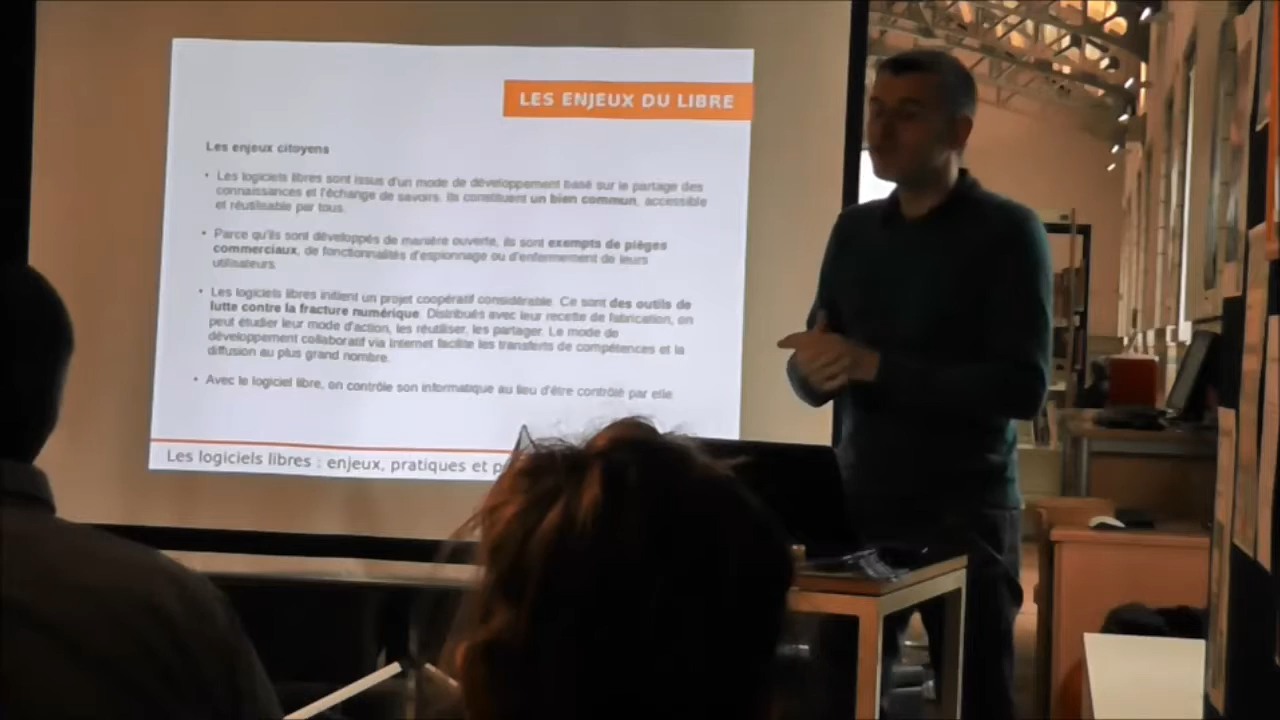 LES ENJEUX DU LIBRE
Les enjeux citoyens
• Les logiciels libres sont issus d'un mode de développement basé sur le partage des
connaissances et l'échange de savoirs. Ils constituent un bien commun, accessible
et réutilisable par tous.
• Parce qu'ils sont développés de manière ouverte, ils sont exempts de pièges
commerciaux, de fonctionnalités d'espionnage ou d'enfermement de leurs
utilisateurs.
• Les logiciels libres initient un projet coopératif considérable. Ce sont des outils de
lutte contre la fracture numérique. Distribués avec leur recette de fabrication, on
peut étudier leur mode d'action, les réutiliser, les partager. Le mode de
développement collaboratif via Internet facilite les transferts de compétences et la
diffusion au plus grand nombre.
• Avec le logiciel libre, on contrôle son informatique au lieu d'être contrôlé par elle
Les logiciels libres : enjeux, pratiques et p